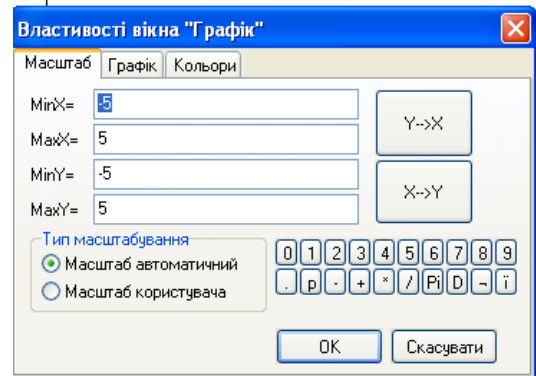 Властивості вікна "Графік"
Масштаб Графік Кольори
MinX= -5
Y-->X
MaxX= 5
MinY= -5
X-->Y
MaxY= 5
Тип масштабування
Масштаб автоматичний
Масштаб користувача
0 1 2 3 4 5 6 7 8 9
. p - + * / Pi D ¬ ї
OK Скасувати